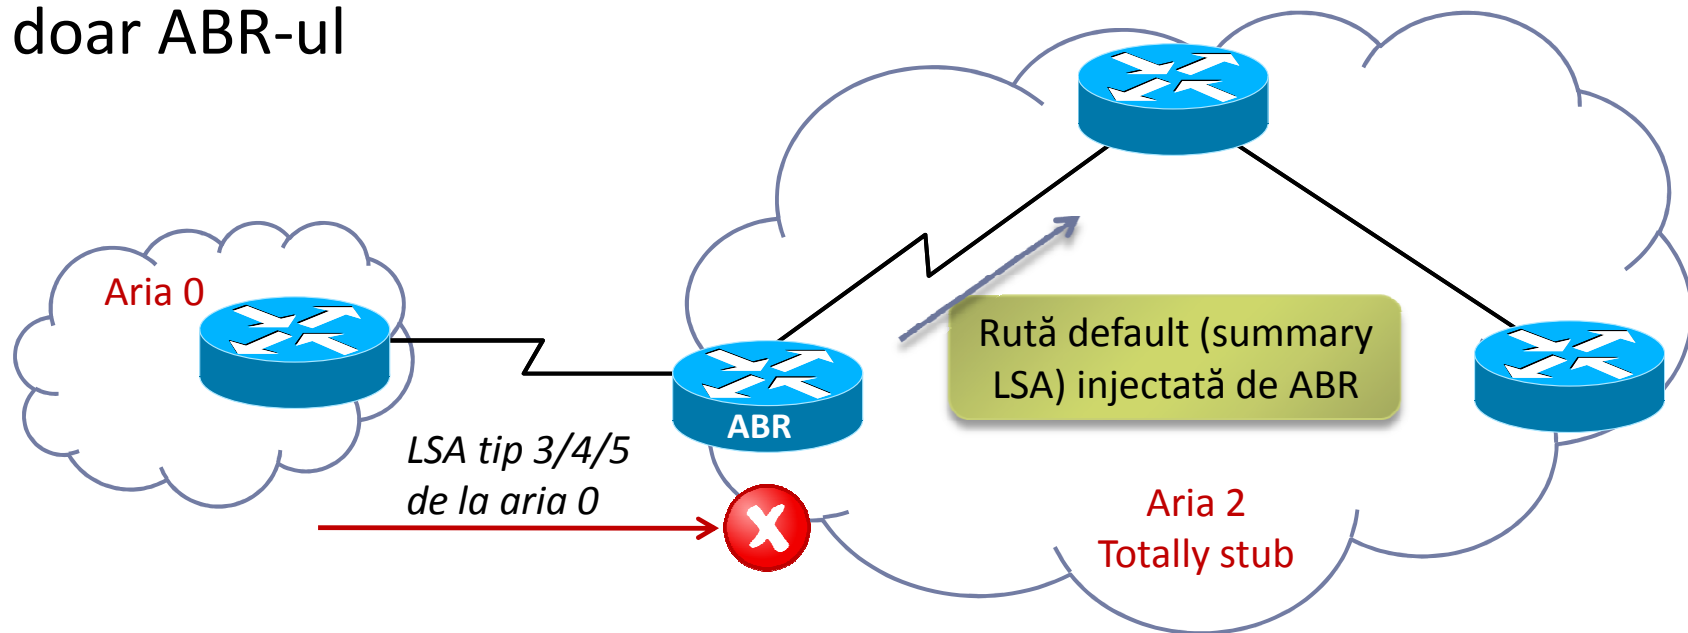 doar ABR-ul
Aria 0
Rută default (summary
LSA) injectată de ABR
ABR
LSA tip 3/4/5
de la aria 0
Aria 2
Totally stub